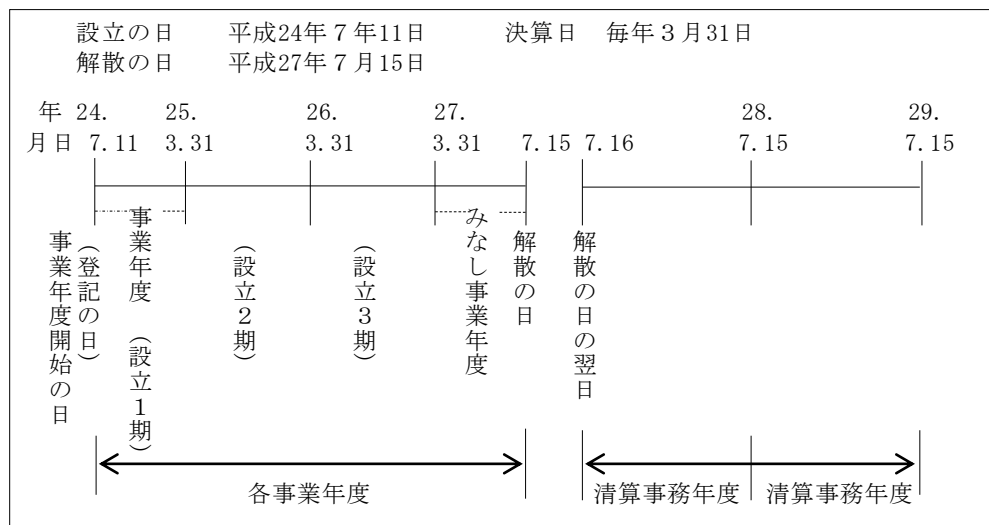 設立の日　平成24年７年11日　決算日　毎年３月31日
解散の日　平成27年７月15日
年 24. 25. 26. 27. 28. 29.
月日 7.11 3.31 3.31 3.31 7.15 7.16 7.15 7.15
事業年度開始の日
（登記の日）
事業年度（設立１期）
（設立２期）
（設立３期）
みなし事業年度
解散の日
解散の日の翌日
各事業年度 清算事務年度 清算事務年度